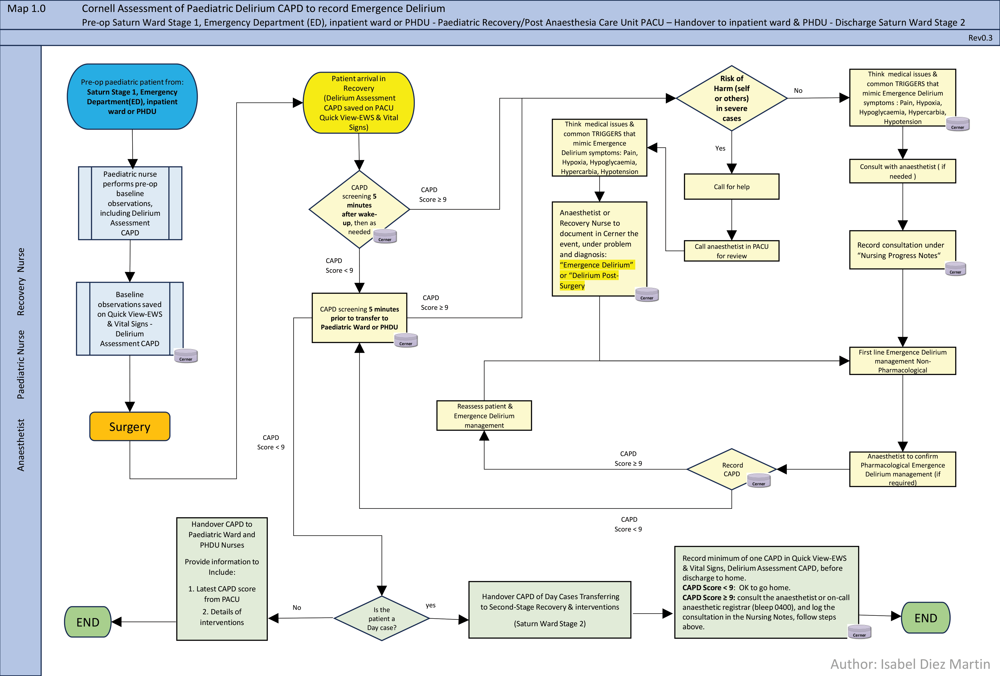 Map 1.0
Cornell Assessment of Paediatric Delirium CAPD to record Emergence Delirium
Pre-op Saturn Ward Stage 1, Emergency Department (ED), inpatient ward or PHDU - Paediatric Recovery/Post Anaesthesia Care Unit PACU – Handover to inpatient ward & PHDU - Discharge Saturn Ward Stage 2
Rev0.3
Anaesthetist
Paediatric Nurse
Recovery Nurse
Pre-op paediatric patient from:
Saturn Stage 1, Emergency
Department(ED), inpatient
ward or PHDU
Paediatric nurse
performs pre-op
baseline
observations,
including Delirium
Assessment
CAPD
Baseline
observations saved
on Quick View-EWS
& Vital Signs -
Delirium
Assessment CAPD
Cerner
Surgery
Patient arrival in
Recovery
(Delirium Assessment
CAPD saved on PACU
Quick View-EWS & Vital
Signs)
CAPD
screening 5
minutes
after wake-
up, then as
needed
Cerner
CAPD
Score ≥ 9
CAPD
Score < 9
CAPD screening 5 minutes
prior to transfer to
Paediatric Ward or PHDU
Cerner
CAPD
Score ≥ 9
CAPD
Score < 9
Risk of
Harm (self
or others)
in severe
cases
No
Yes
Think medical issues &
common TRIGGERS that
mimic Emergence Delirium
symptoms : Pain, Hypoxia,
Hypoglycaemia, Hypercarbia,
Hypotension
Cerner
Consult with anaesthetist ( if
needed )
Record consultation under
“Nursing Progress Notes“
Cerner
Call for help
Call anaesthetist in PACU
for review
Think medical issues &
common TRIGGERS that
mimic Emergence
Delirium symptoms: Pain,
Hypoxia, Hypoglycaemia,
Hypercarbia, Hypotension
Anaesthetist or
Recovery Nurse to
document in Cerner the
event, under problem
and diagnosis:
“Emergence Delirium”
or “Delirium Post-
Surgery
Cerner
First line Emergence Delirium
management Non-
Pharmacological
Anaesthetist to confirm
Pharmacological Emergence
Delirium management (if
required)
Record
CAPD
Cerner
CAPD
Score ≥ 9
Reassess patient &
Emergence Delirium
management
CAPD
Score < 9
Is the
patient a
Day case?
No
yes
Handover CAPD to
Paediatric Ward and
PHDU Nurses
Provide information to
Include:
1. Latest CAPD score
from PACU
2. Details of
interventions
END
Handover CAPD of Day Cases Transferring
to Second-Stage Recovery & interventions
(Saturn Ward Stage 2)
Record minimum of one CAPD in Quick View-EWS
& Vital Signs, Delirium Assessment CAPD, before
discharge to home.
CAPD Score < 9: OK to go home.
CAPD Score ≥ 9: consult the anaesthetist or on-call
anaesthetic registrar (bleep 0400), and log the
consultation in the Nursing Notes, follow steps
above.
Cerner
END
Author: Isabel Diez Martin